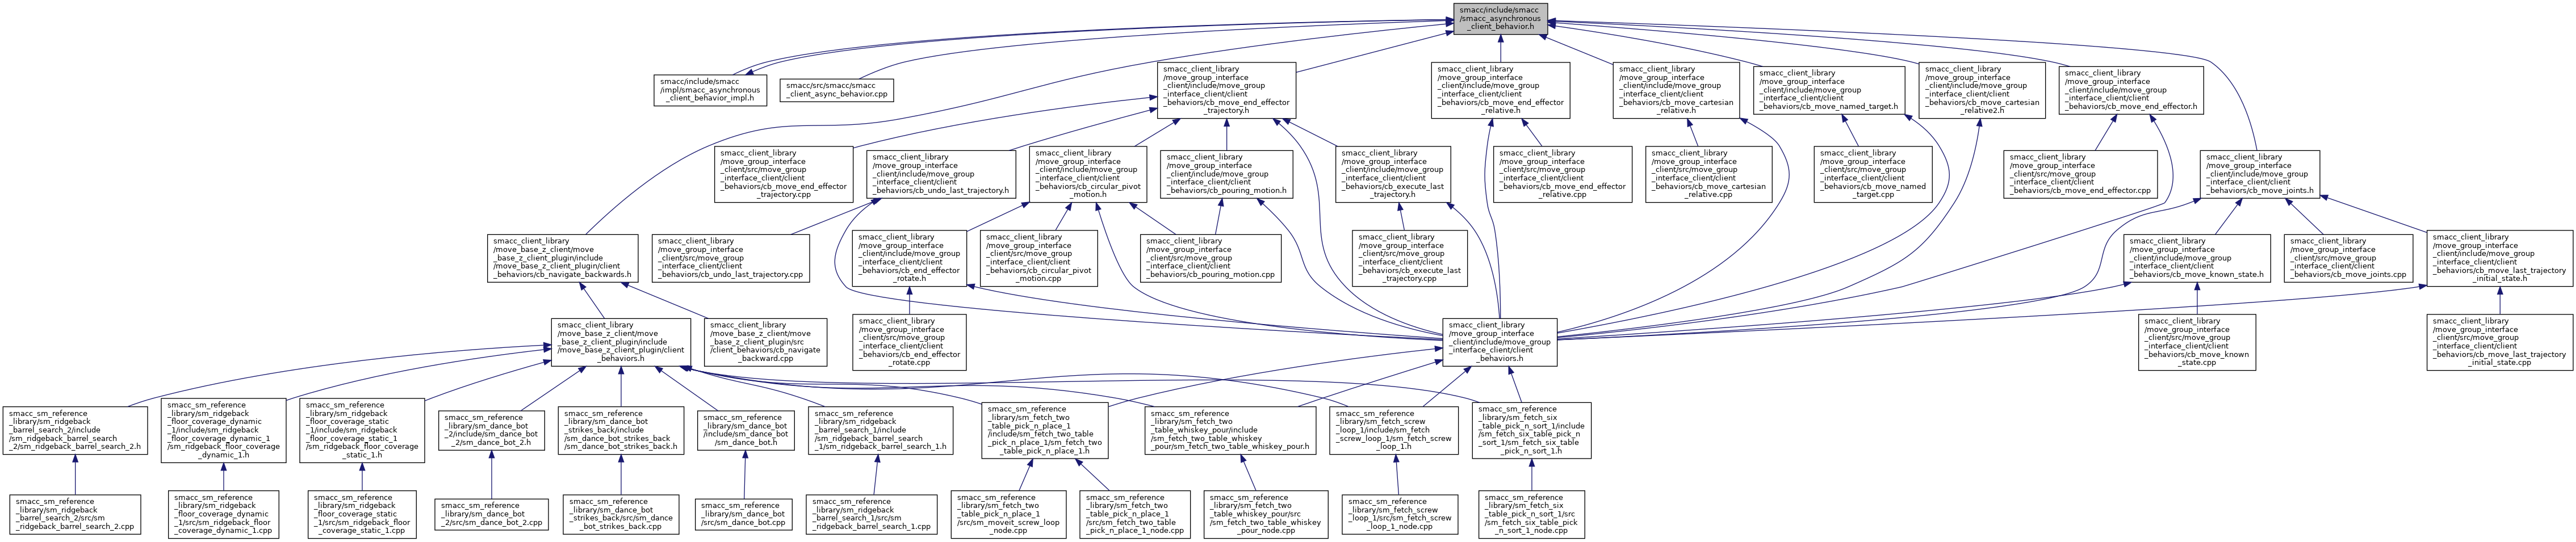 smacc/include/smacc
/smacc_asynchronous
_client_behavior.h
smacc/include/smacc
/impl/smacc_asynchronous
_client_behavior_impl.h
smacc/src/smacc/smacc
_client_async_behavior.cpp
smacc_client_library
/move_group_interface
_client/include/move_group
_interface_client/client
_behaviors/cb_move_end_effector
_trajectory.h
smacc_client_library
/move_group_interface
_client/include/move_group
_interface_client/client
_behaviors/cb_move_end_effector
_relative.h
smacc_client_library
/move_group_interface
_client/include/move_group
_interface_client/client
_behaviors/cb_move_cartesian
_relative.h
smacc_client_library
/move_group_interface
_client/include/move_group
_interface_client/client
_behaviors/cb_move_named_target.h
smacc_client_library
/move_group_interface
_client/include/move_group
_interface_client/client
_behaviors/cb_move_cartesian
_relative2.h
smacc_client_library
/move_group_interface
_client/include/move_group
_interface_client/client
_behaviors/cb_move_end_effector.h
smacc_client_library
/move_group_interface
_client/src/move_group
_interface_client/client
_behaviors/cb_move_end_effector
_trajectory.cpp
smacc_client_library
/move_group_interface
_client/include/move_group
_interface_client/client
_behaviors/cb_undo_last_trajectory.h
smacc_client_library
/move_group_interface
_client/include/move_group
_interface_client/client
_behaviors/cb_circular_pivot
_motion.h
smacc_client_library
/move_group_interface
_client/include/move_group
_interface_client/client
_behaviors/cb_pouring_motion.h
smacc_client_library
/move_group_interface
_client/include/move_group
_interface_client/client
_behaviors/cb_execute_last
_trajectory.h
smacc_client_library
/move_group_interface
_client/src/move_group
_interface_client/client
_behaviors/cb_move_end_effector
_relative.cpp
smacc_client_library
/move_group_interface
_client/src/move_group
_interface_client/client
_behaviors/cb_move_cartesian
_relative.cpp
smacc_client_library
/move_group_interface
_client/src/move_group
_interface_client/client
_behaviors/cb_move_named
_target.cpp
smacc_client_library
/move_group_interface
_client/src/move_group
_interface_client/client
_behaviors/cb_move_end_effector.cpp
smacc_client_library
/move_group_interface
_client/include/move_group
_interface_client/client
_behaviors/cb_move_joints.h
smacc_client_library
/move_base_z_client/move
_base_z_client_plugin/include
/move_base_z_client_plugin/client
_behaviors/cb_navigate_backwards.h
smacc_client_library
/move_group_interface
_client/src/move_group
_interface_client/client
_behaviors/cb_undo_last_trajectory.cpp
smacc_client_library
/move_group_interface
_client/include/move_group
_interface_client/client
_behaviors/cb_end_effector
_rotate.h
smacc_client_library
/move_group_interface
_client/src/move_group
_interface_client/client
_behaviors/cb_circular_pivot
_motion.cpp
smacc_client_library
/move_group_interface
_client/src/move_group
_interface_client/client
_behaviors/cb_pouring_motion.cpp
smacc_client_library
/move_group_interface
_client/src/move_group
_interface_client/client
_behaviors/cb_execute_last
_trajectory.cpp
smacc_client_library
/move_group_interface
_client/include/move_group
_interface_client/client
_behaviors/cb_move_known_state.h
smacc_client_library
/move_group_interface
_client/src/move_group
_interface_client/client
_behaviors/cb_move_joints.cpp
smacc_client_library
/move_group_interface
_client/include/move_group
_interface_client/client
_behaviors/cb_move_last_trajectory
_initial_state.h
smacc_client_library
/move_base_z_client/move
_base_z_client_plugin/include
/move_base_z_client_plugin/client
_behaviors.h
smacc_client_library
/move_base_z_client/move
_base_z_client_plugin/src
/client_behaviors/cb_navigate
_backward.cpp
smacc_client_library
/move_group_interface
_client/src/move_group
_interface_client/client
_behaviors/cb_end_effector
_rotate.cpp
smacc_client_library
/move_group_interface
_client/include/move_group
_interface_client/client
_behaviors.h
smacc_client_library
/move_group_interface
_client/src/move_group
_interface_client/client
_behaviors/cb_move_known
_state.cpp
smacc_client_library
/move_group_interface
_client/src/move_group
_interface_client/client
_behaviors/cb_move_last_trajectory
_initial_state.cpp
smacc_sm_reference
_library/sm_ridgeback
_barrel_search_2/include
/sm_ridgeback_barrel_search
_2/sm_ridgeback_barrel_search_2.h
smacc_sm_reference
_library/sm_ridgeback
_floor_coverage_dynamic
_1/include/sm_ridgeback
_floor_coverage_dynamic_1
/sm_ridgeback_floor_coverage
_dynamic_1.h
smacc_sm_reference
_library/sm_ridgeback
_floor_coverage_static
_1/include/sm_ridgeback
_floor_coverage_static_1
/sm_ridgeback_floor_coverage
_static_1.h
smacc_sm_reference
_library/sm_dance_bot
_2/include/sm_dance_bot
_2/sm_dance_bot_2.h
smacc_sm_reference
_library/sm_dance_bot
_strikes_back/include
/sm_dance_bot_strikes_back
/sm_dance_bot_strikes_back.h
smacc_sm_reference
_library/sm_dance_bot
/include/sm_dance_bot
/sm_dance_bot.h
smacc_sm_reference
_library/sm_ridgeback
_barrel_search_1/include
/sm_ridgeback_barrel_search
_1/sm_ridgeback_barrel_search_1.h
smacc_sm_reference
_library/sm_fetch_two
_table_pick_n_place_1
/include/sm_fetch_two_table
_pick_n_place_1/sm_fetch_two
_table_pick_n_place_1.h
smacc_sm_reference
_library/sm_fetch_two
_table_whiskey_pour/include
/sm_fetch_two_table_whiskey
_pour/sm_fetch_two_table_whiskey_pour.h
smacc_sm_reference
_library/sm_fetch_screw
_loop_1/include/sm_fetch
_screw_loop_1/sm_fetch_screw
_loop_1.h
smacc_sm_reference
_library/sm_fetch_six
_table_pick_n_sort_1/include
/sm_fetch_six_table_pick_n
_sort_1/sm_fetch_six_table
_pick_n_sort_1.h
smacc_sm_reference
_library/sm_ridgeback
_barrel_search_2/src/sm
_ridgeback_barrel_search_2.cpp
smacc_sm_reference
_library/sm_ridgeback
_floor_coverage_dynamic
_1/src/sm_ridgeback_floor
_coverage_dynamic_1.cpp
smacc_sm_reference
_library/sm_ridgeback
_floor_coverage_static
_1/src/sm_ridgeback_floor
_coverage_static_1.cpp
smacc_sm_reference
_library/sm_dance_bot
_2/src/sm_dance_bot_2.cpp
smacc_sm_reference
_library/sm_dance_bot
_strikes_back/src/sm_dance
_bot_strikes_back.cpp
smacc_sm_reference
_library/sm_dance_bot
/src/sm_dance_bot.cpp
smacc_sm_reference
_library/sm_ridgeback
_barrel_search_1/src/sm
_ridgeback_barrel_search_1.cpp
smacc_sm_reference
_library/sm_fetch_two
_table_pick_n_place_1
/src/sm_moveit_screw_loop
_node.cpp
smacc_sm_reference
_library/sm_fetch_two
_table_pick_n_place_1
/src/sm_fetch_two_table
_pick_n_place_1_node.cpp
smacc_sm_reference
_library/sm_fetch_two
_table_whiskey_pour/src
/sm_fetch_two_table_whiskey
_pour_node.cpp
smacc_sm_reference
_library/sm_fetch_screw
_loop_1/src/sm_fetch_screw
_loop_1_node.cpp
smacc_sm_reference
_library/sm_fetch_six
_table_pick_n_sort_1/src
/sm_fetch_six_table_pick
_n_sort_1_node.cpp